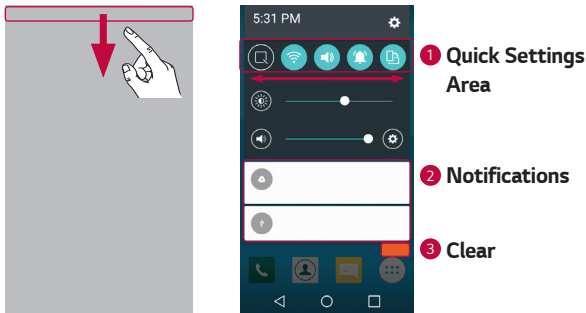 5:31 PM
1 Quick Settings
Area
2 Notifications
3 Clear